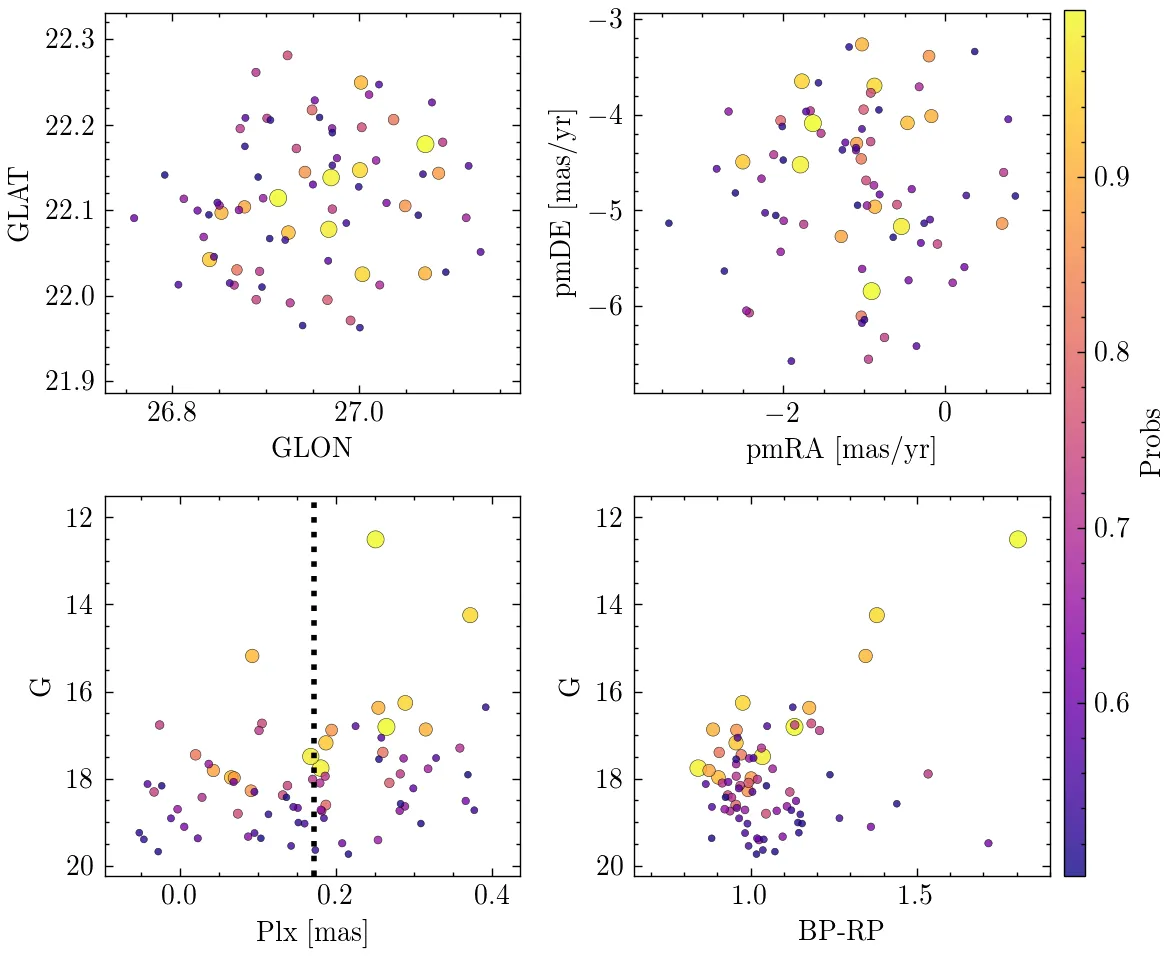 22.3
22.2
22.1
22.0
21.9
GLAT
26.8 27.0
GLON
−3
−4
−5
−6
pmDE [mas/yr]
−2 0
pmRA [mas/yr]
12
14
16
18
20
G
0.0 0.2 0.4
Plx [mas]
12
14
16
18
20
G
1.0 1.5
BP-RP
0.9
0.8
0.7
0.6
Probs